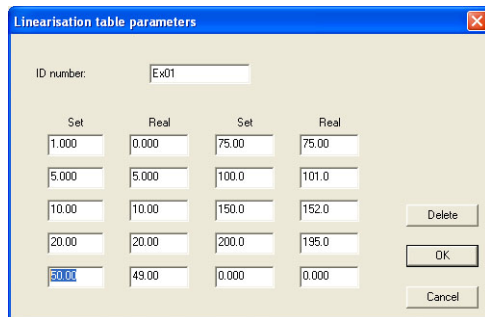 Linearisation table parameters
ID number: Ex01
Set Real Set Real
1.000 0.000 75.00 75.00
5.000 5.000 100.0 101.0
10.00 10.00 150.0 152.0
20.00 20.00 200.0 195.0
50.00 49.00 0.000 0.000
Delete
OK
Cancel